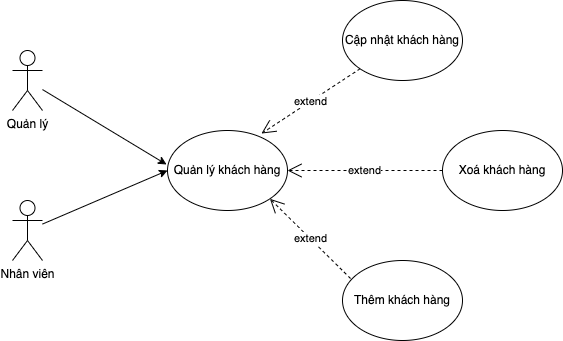 Cập nhật khách hàng
extend
Quản lý
Quản lý khách hàng
extend
Xoá khách hàng
extend
Nhân viên
Thêm khách hàng